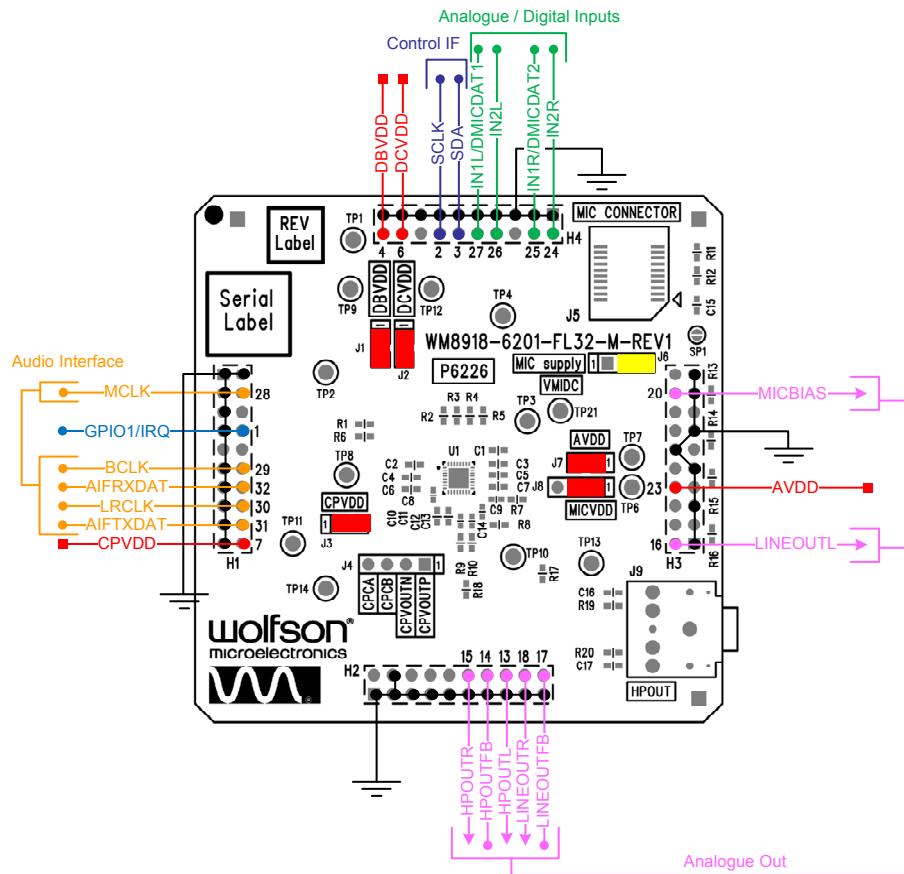 Analogue / Digital Inputs
Control IF
DBVDD
DCVDD
SCLK
SDA
IN1L/DMICDAT1
IN2L
IN1R/DMICDAT2
IN2R
REV
Label
TP1
4 6 2 3 27 26 25 24
H4
MIC CONNECTOR
R11
R12
C15
Serial
Label
TP9
DBVDD
DCVDD
TP12
TP4
J5
WM8918-6201-FL32-M-REV1
SP1
J1
J2
P6226
MIC supply
J6
VMIDC
Audio Interface
MCLK
28
GPIO1/IRQ
1
BCLK
29
AIFRXDAT
32
LRCLK
30
AIFTXDAT
31
CPVDD
7
H1
TP2
R3 R4
R2
R5
TP3
TP21
R1
R6
U1
C1
AVDD
TP7
20
R13
MICBIAS
R14
TP8
C2
C4
C6
C8
C3
C5
C7
J7
1
J8
1
23
AVDD
CPVDD
1
J3
C10
C11
C12
C13
C14
C9 R7
R8
MICVDD
TP6
R15
TP11
TP10
TP13
16
LINEOUTL
R16
H3
J4
1
R9
R10
R17
R18
TP14
CPCA
CPCB
CPVOUTN
CPVOUTP
J9
C16
R19
R20
C17
HPOUT
wolfson®
microelectronics
H2
15 14 13 18 17
HPOUTR
HPOUTFB
HPOUTL
LINEOUTR
LINEOUTFB
Analogue Out